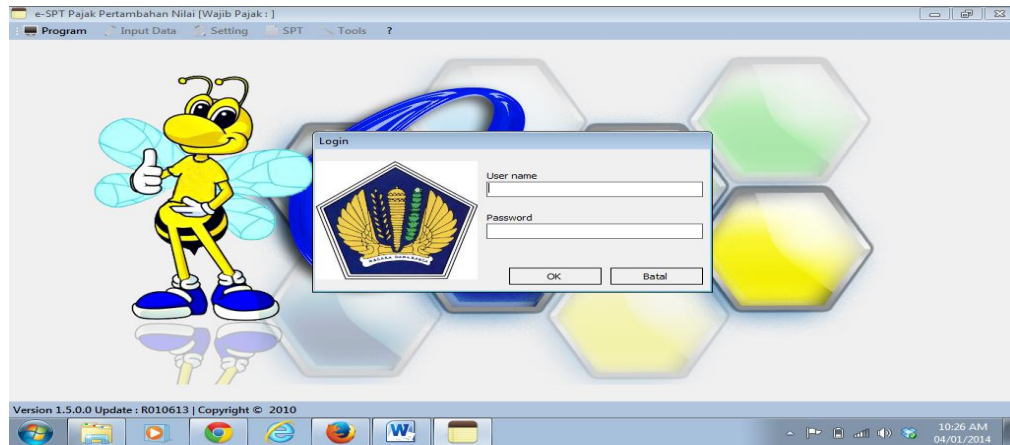 e-SPT Pajak Pertambahan Nilai [Wajib Pajak : ]
Program Input Data Setting SPT Tools ?
Login
User name
Password
OK Batal
Version 1.5.0.0 Update : R010613 | Copyright © 2010
W
10:26 AM
04/01/2014